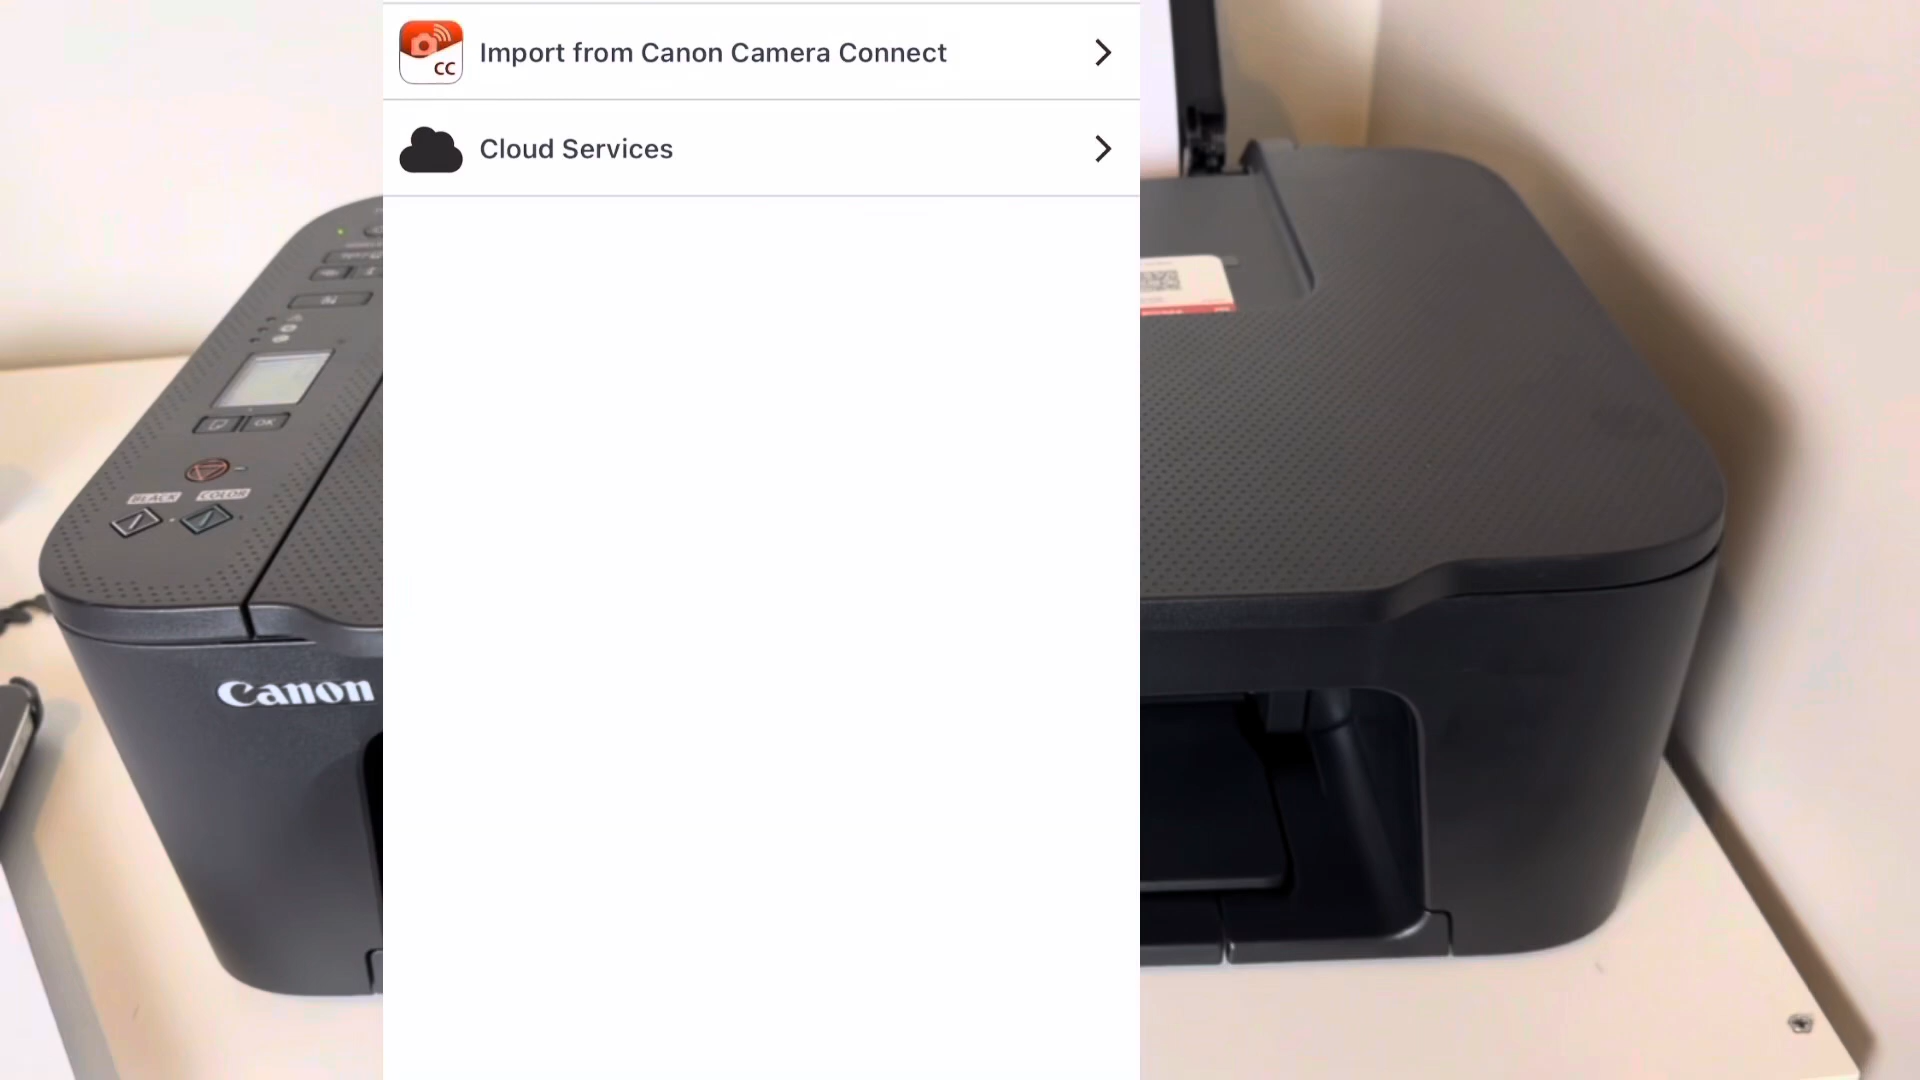 CC
Import from Canon Camera Connect
Cloud Services
OK
BLACK COLOR
Canon